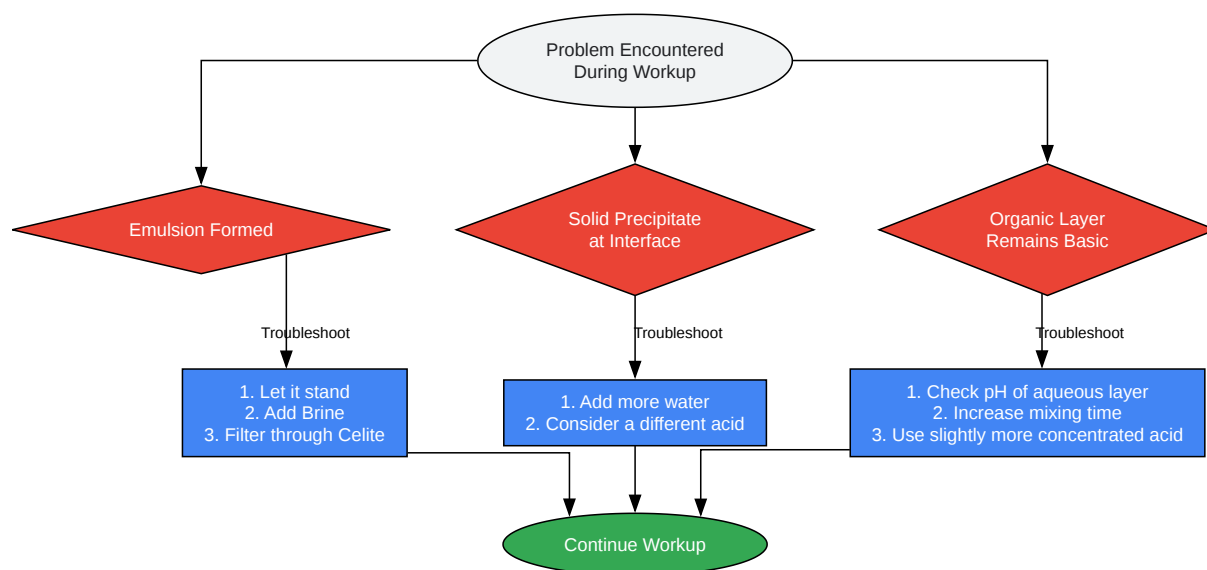 Problem Encountered
During Workup
Emulsion Formed
Solid Precipitate
at Interface
Organic Layer
Remains Basic
Troubleshoot
Troubleshoot
Troubleshoot
1. Let it stand
2. Add Brine
3. Filter through Celite
1. Add more water
2. Consider a different acid
1. Check pH of aqueous layer
2. Increase mixing time
3. Use slightly more concentrated acid
Continue Workup